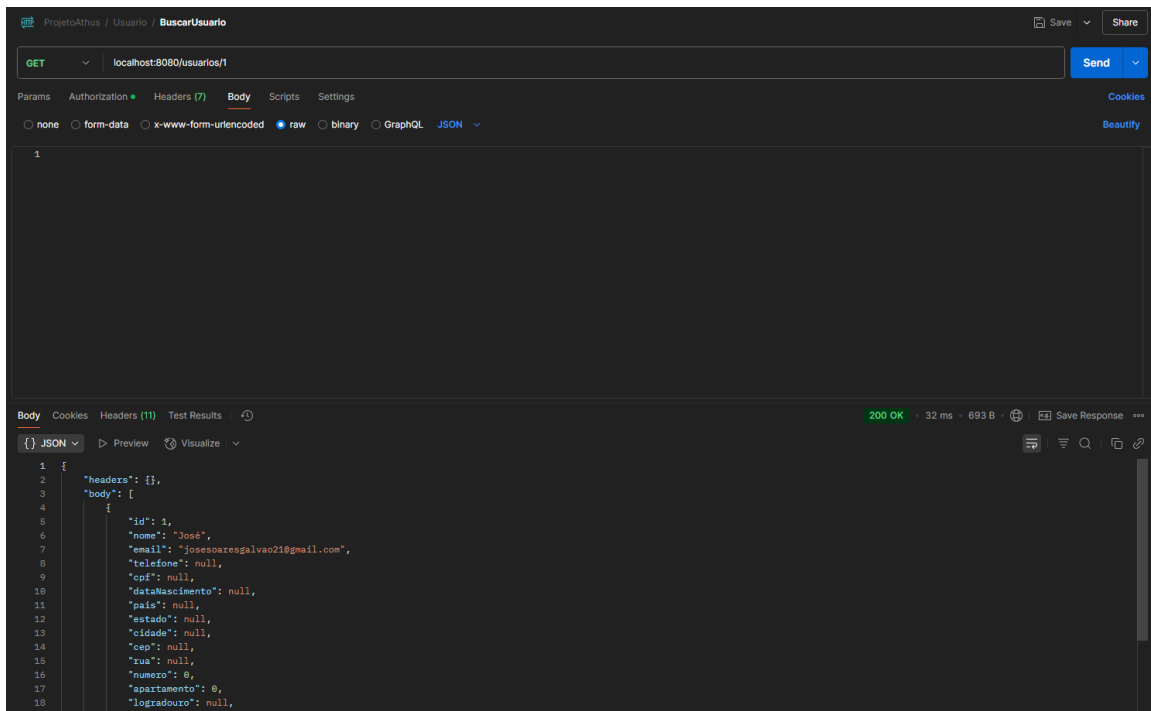 HTTP ProjetoAthus / Usuario / BuscarUsuario Save Share
GET localhost:8080/usuarios/1 Send
Params Authorization Headers (7) Body Scripts Settings Cookies
none form-data x-www-form-urlencoded raw binary GraphQL JSON Beautify
1
Body Cookies Headers (11) Test Results 200 OK • 32 ms • 693 B • e.g. Save Response
{} JSON Preview Visualize
1 {
2 "headers": {},
3 "body": [
4 {
5 "id": 1,
6 "nome": "José",
7 "email": "josesoaresgalvao21@gmail.com",
8 "telefone": null,
9 "cpf": null,
10 "dataNascimento": null,
11 "pais": null,
12 "estado": null,
13 "cidade": null,
14 "cep": null,
15 "rua": null,
16 "numero": 0,
17 "apartamento": 0,
18 "logradouro": null,